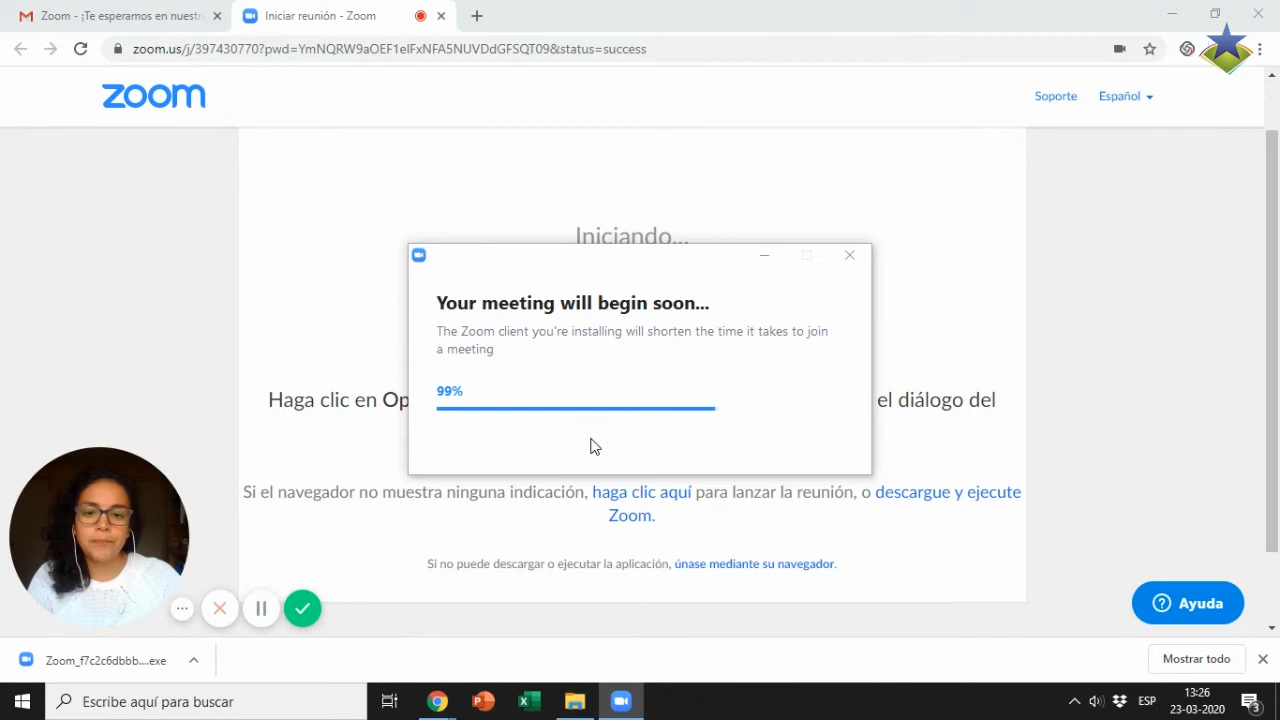 Zoom - ¡Te esperamos en nuestr
Iniciar reunión - Zoom
zoom.us/j/397430770?pwd=YmNQRW9aOEF1elFxNFA5NUVDdGFSQT09&status=success
zoom
Soporte
Español
Iniciando...
Your meeting will begin soon...
The Zoom client you're installing will shorten the time it takes to join
a meeting
99%
Haga clic en Op
el diálogo del
Si el navegador no muestra ninguna indicación, haga clic aquí para lanzar la reunión, o descargue y ejecute
Zoom.
Si no puede descargar o ejecutar la aplicación, únase mediante su navegador.
Ayuda
Zoom_f7c2c6dbbb....exe
Mostrar todo
Escribe aquí para buscar
ESP
13:26
23-03-2020
3